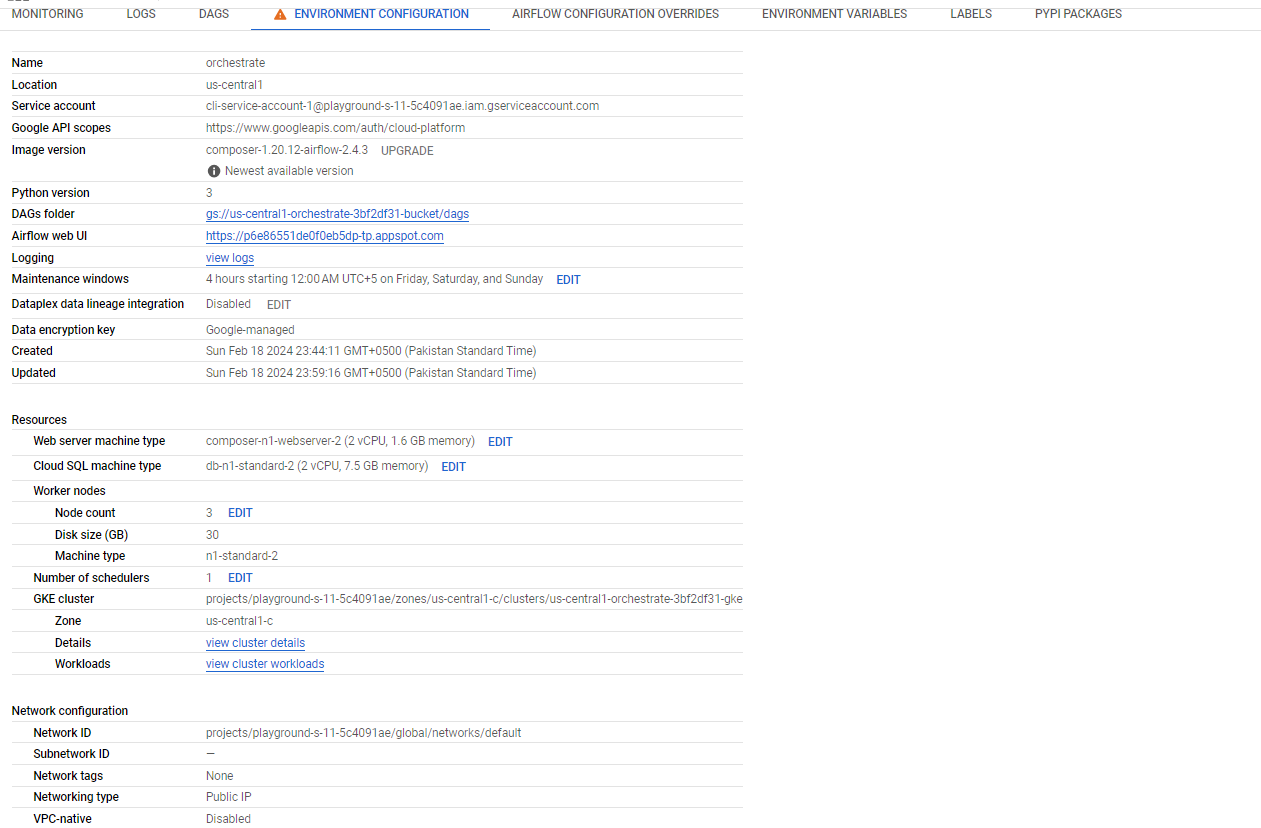 MONITORING LOGS DAGS ENVIRONMENT CONFIGURATION AIRFLOW CONFIGURATION OVERRIDES ENVIRONMENT VARIABLES LABELS PYPI PACKAGES
Name orchestrate
Location us-central1
Service account cli-service-account-1@playground-s-11-5c4091ae.iam.gserviceaccount.com
Google API scopes https://www.googleapis.com/auth/cloud-platform
Image version composer-1.20.12-airflow-2.4.3 UPGRADE
Newest available version
Python version 3
DAGs folder gs://us-central1-orchestrate-3bf2df31-bucket/dags
Airflow web UI https://p6e86551de0f0eb5dp-tp.appspot.com
Logging view logs
Maintenance windows 4 hours starting 12:00 AM UTC+5 on Friday, Saturday, and Sunday EDIT
Dataplex data lineage integration Disabled EDIT
Data encryption key Google-managed
Created Sun Feb 18 2024 23:44:11 GMT+0500 (Pakistan Standard Time)
Updated Sun Feb 18 2024 23:59:16 GMT+0500 (Pakistan Standard Time)
Resources
Web server machine type composer-n1-webserver-2 (2 vCPU, 1.6 GB memory) EDIT
Cloud SQL machine type db-n1-standard-2 (2 vCPU, 7.5 GB memory) EDIT
Worker nodes
Node count 3 EDIT
Disk size (GB) 30
Machine type n1-standard-2
Number of schedulers 1 EDIT
GKE cluster projects/playground-s-11-5c4091ae/zones/us-central1-c/clusters/us-central1-orchestrate-3bf2df31-gke
Zone us-central1-c
Details view cluster details
Workloads view cluster workloads
Network configuration
Network ID projects/playground-s-11-5c4091ae/global/networks/default
Subnetwork ID —
Network tags None
Networking type Public IP
VPC-native Disabled